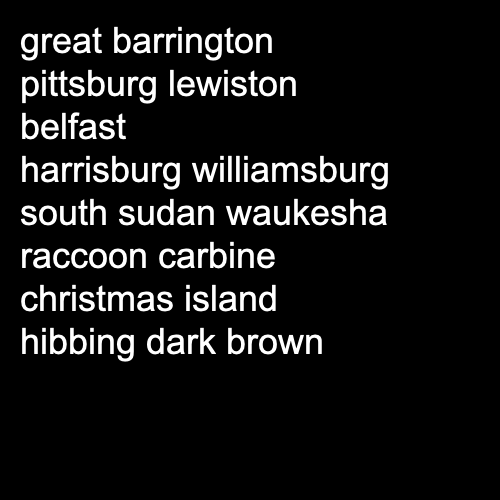 great barrington
pittsburg lewiston
belfast
harrisburg williamsburg
south sudan waukesha
raccoon carbine
christmas island
hibbing dark brown